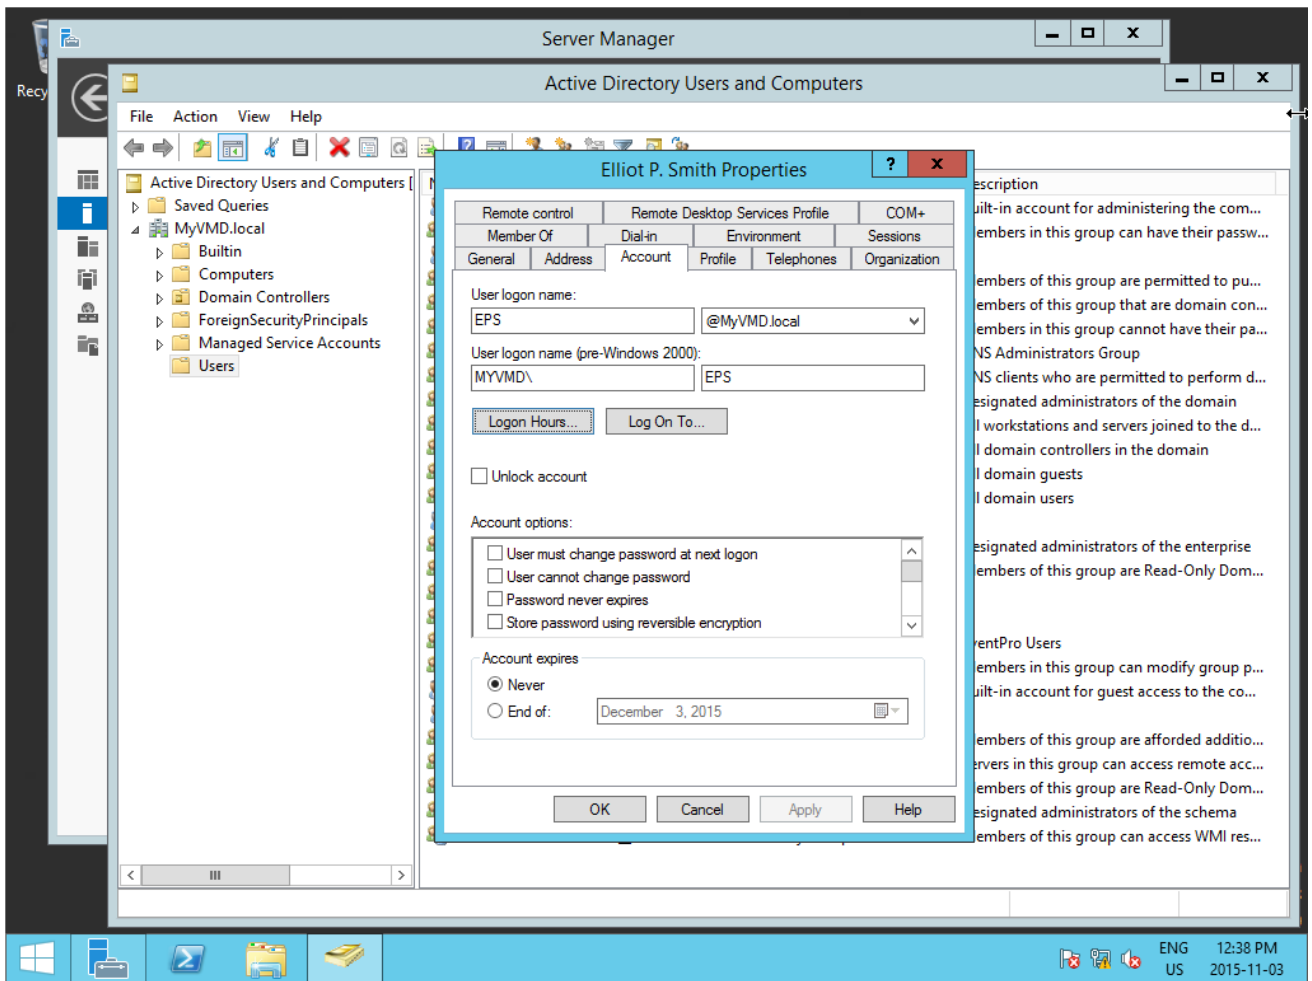 Server Manager
Recy
Active Directory Users and Computers
File Action View Help
Elliot P. Smith Properties
Active Directory Users and Computers [
Saved Queries
MyVMD.local
Builtin
Computers
Domain Controllers
ForeignSecurityPrincipals
Managed Service Accounts
Users
Remote control Remote Desktop Services Profile COM+
Member Of Dial-in Environment Sessions
General Address Account Profile Telephones Organization
User logon name:
EPS @MyVMD.local
User logon name (pre-Windows 2000):
MYVMD\ EPS
Logon Hours... Log On To...
Unlock account
Account options:
User must change password at next logon
User cannot change password
Password never expires
Store password using reversible encryption
Account expires
Never
End of: December 3, 2015
OK Cancel Apply Help
escription
uilt-in account for administering the com...
embers in this group can have their passw...
embers of this group are permitted to pu...
embers of this group that are domain con...
embers in this group cannot have their pa...
NS Administrators Group
NS clients who are permitted to perform d...
esignated administrators of the domain
ll workstations and servers joined to the d...
ll domain controllers in the domain
ll domain guests
ll domain users
esignated administrators of the enterprise
embers of this group are Read-Only Dom...
ventPro Users
embers in this group can modify group p...
uilt-in account for guest access to the co...
embers of this group are afforded additio...
ervers in this group can access remote acc...
embers of this group are Read-Only Dom...
esignated administrators of the schema
embers of this group can access WMI res...
ENG 12:38 PM
US 2015-11-03